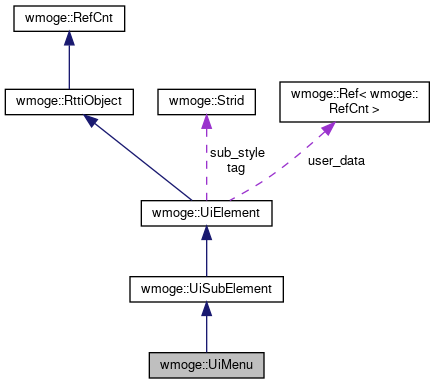 wmoge::RefCnt
wmoge::RttiObject
wmoge::Strid
wmoge::Ref< wmoge::
RefCnt >
sub_style
tag
user_data
wmoge::UiElement
wmoge::UiSubElement
wmoge::UiMenu